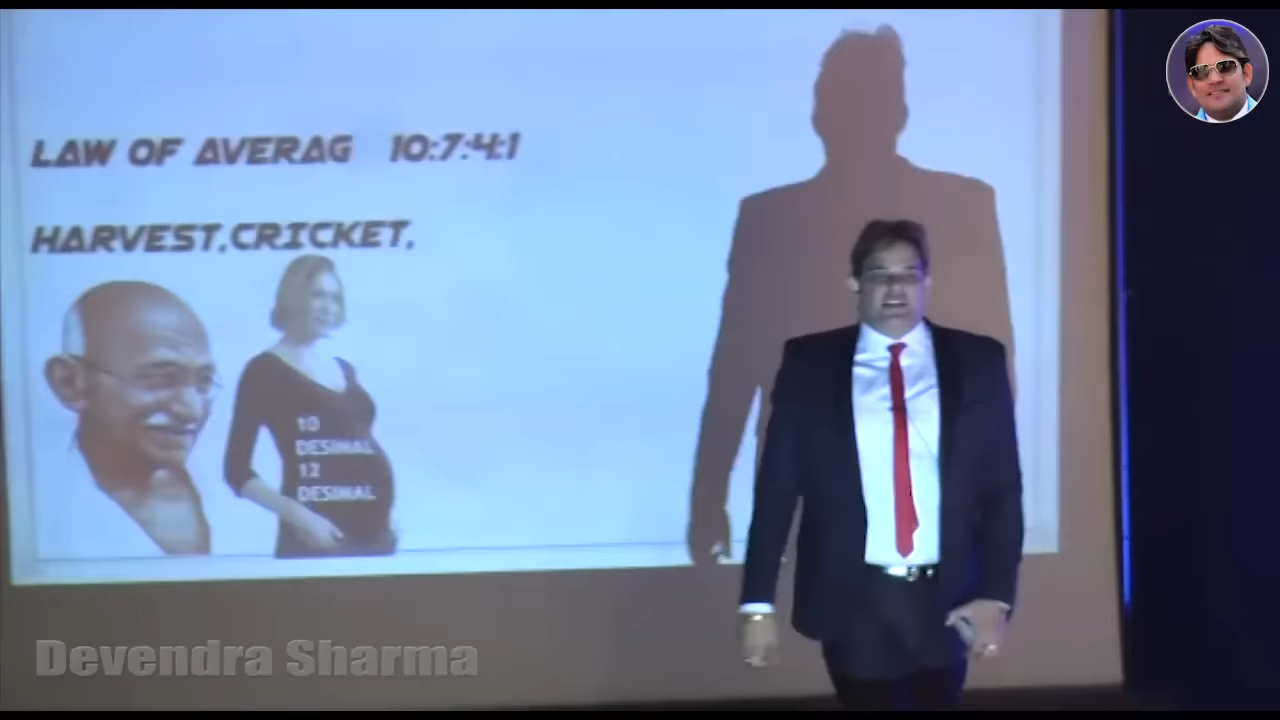 LAW OF AVERAG 10:7:4:1
HARVEST,CRICKET,
10
DESIMAL
12
DESIMAL
Devendra Sharma